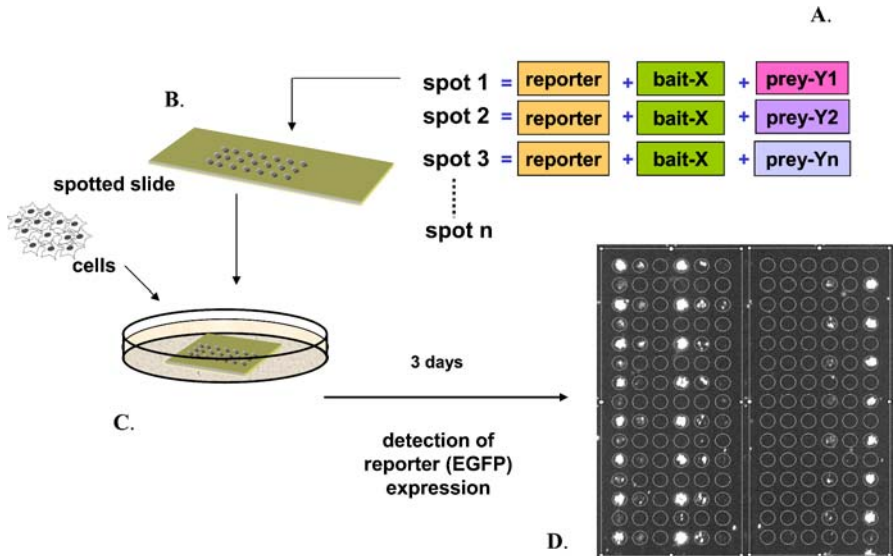 A.
spot 1 = reporter + bait-X + prey-Y1
B.
spot 2 = reporter + bait-X + prey-Y2
spot 3 = reporter + bait-X + prey-Yn
spotted slide
spot n
cells
3 days
C.
detection of
reporter (EGFP)
expression
D.